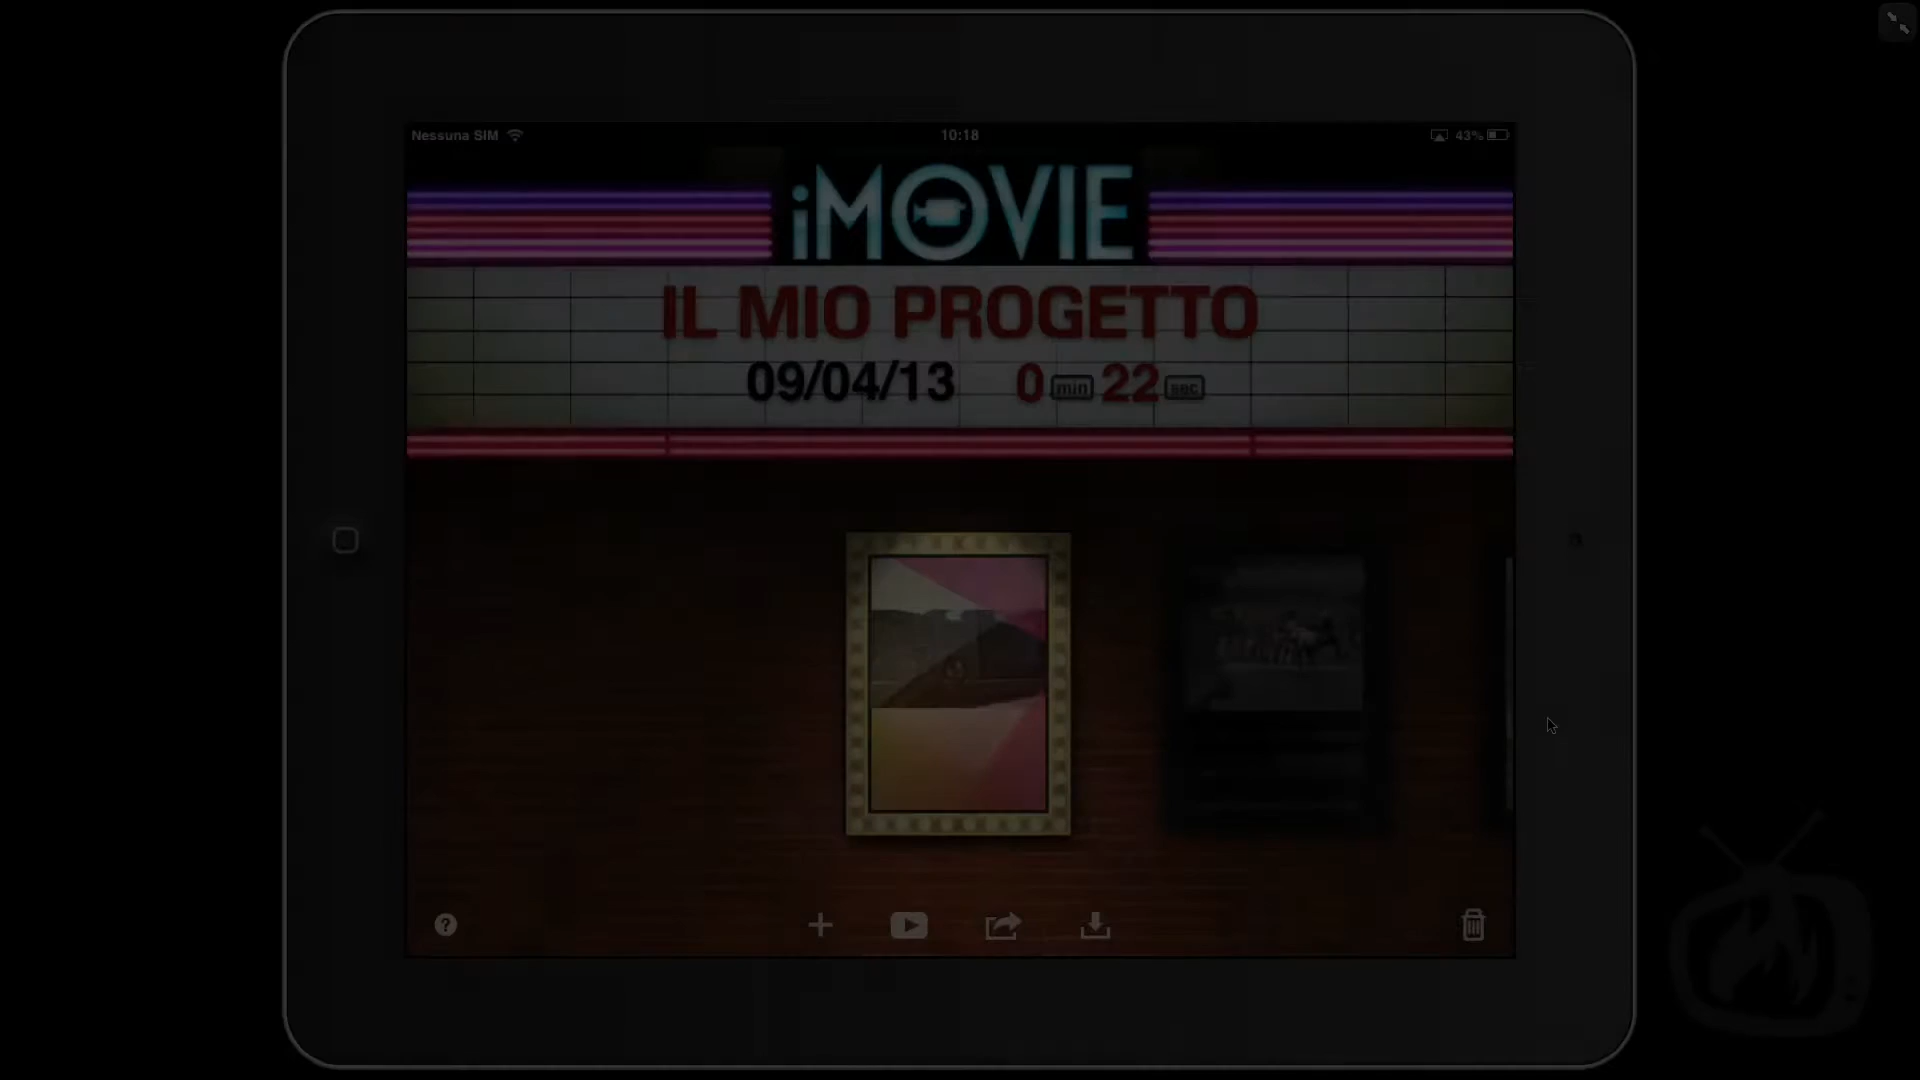 Nessuna SIM
10:18
43%
iMOVIE
IL MIO PROGETTO
09/04/13 0 min 22 sec
?